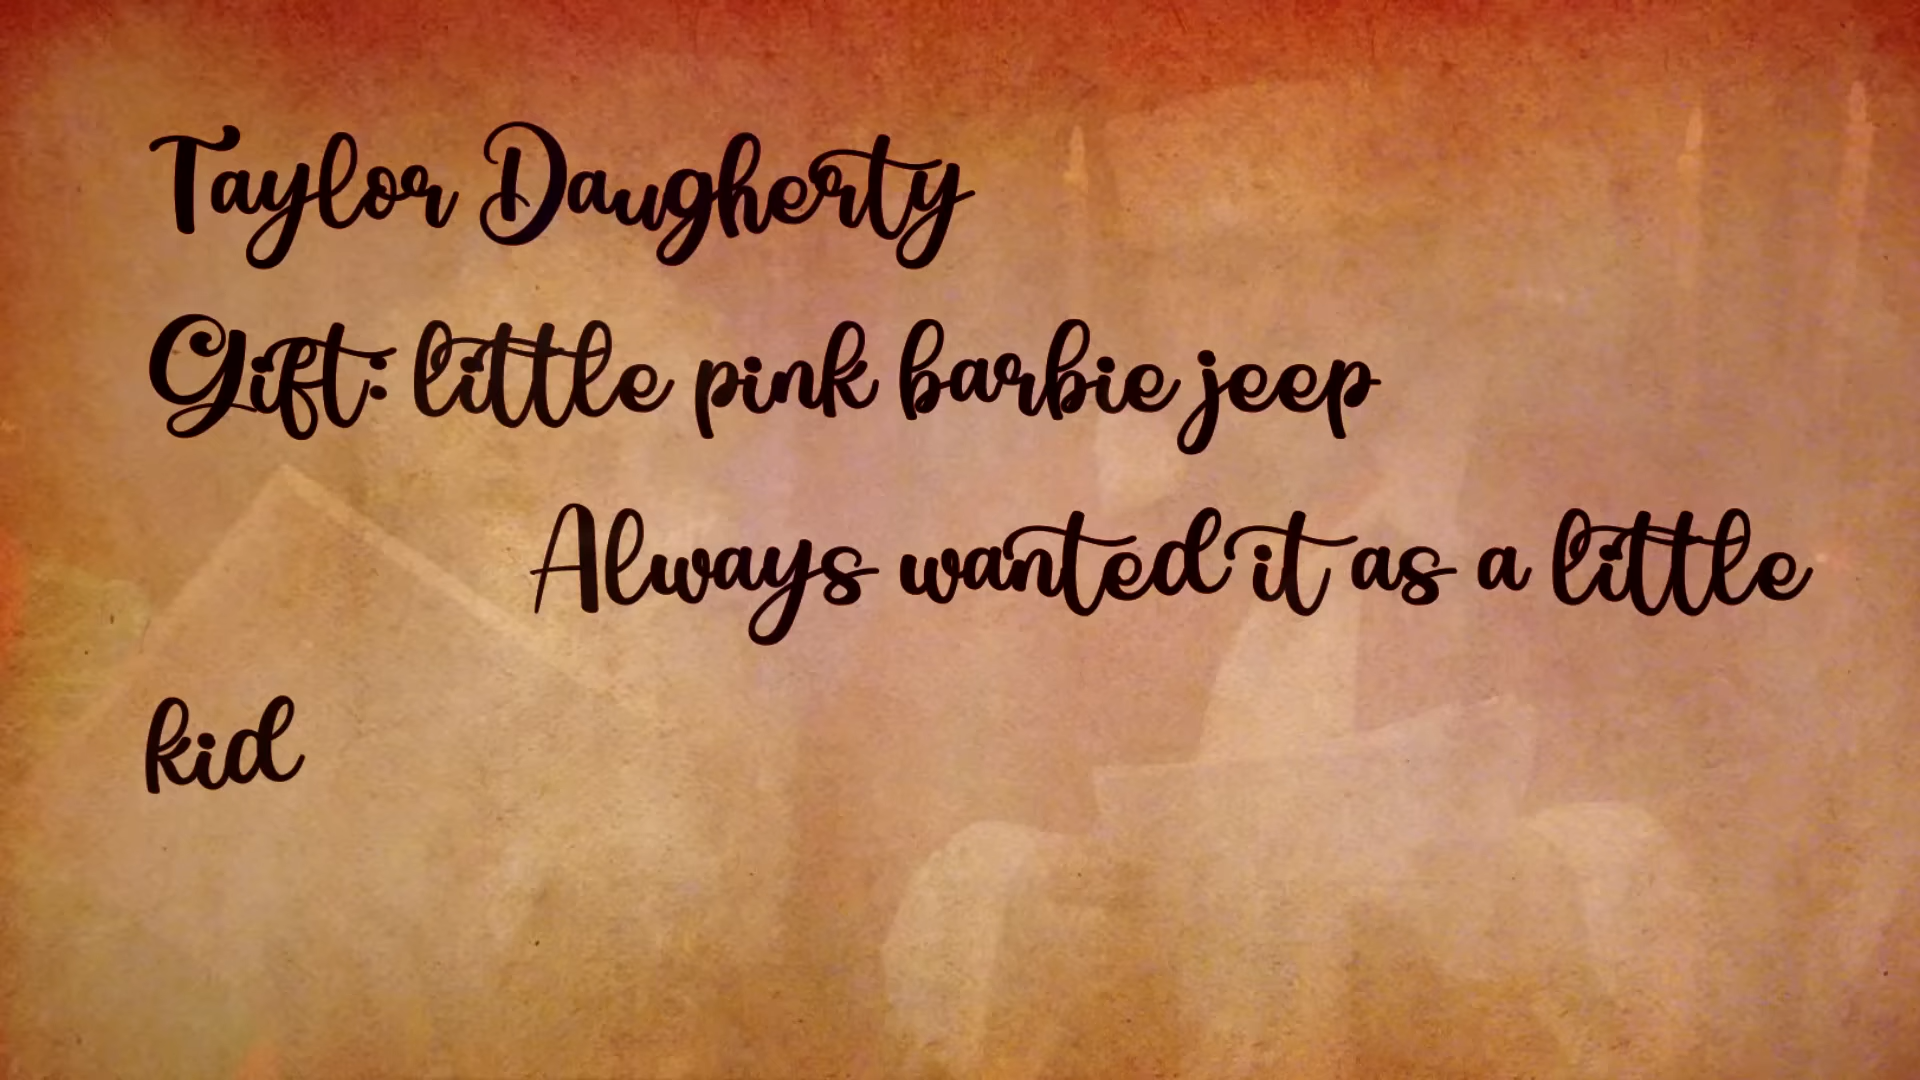 Taylor Daugherty
Gift: little pink barbie jeep
Always wanted it as a little
kid